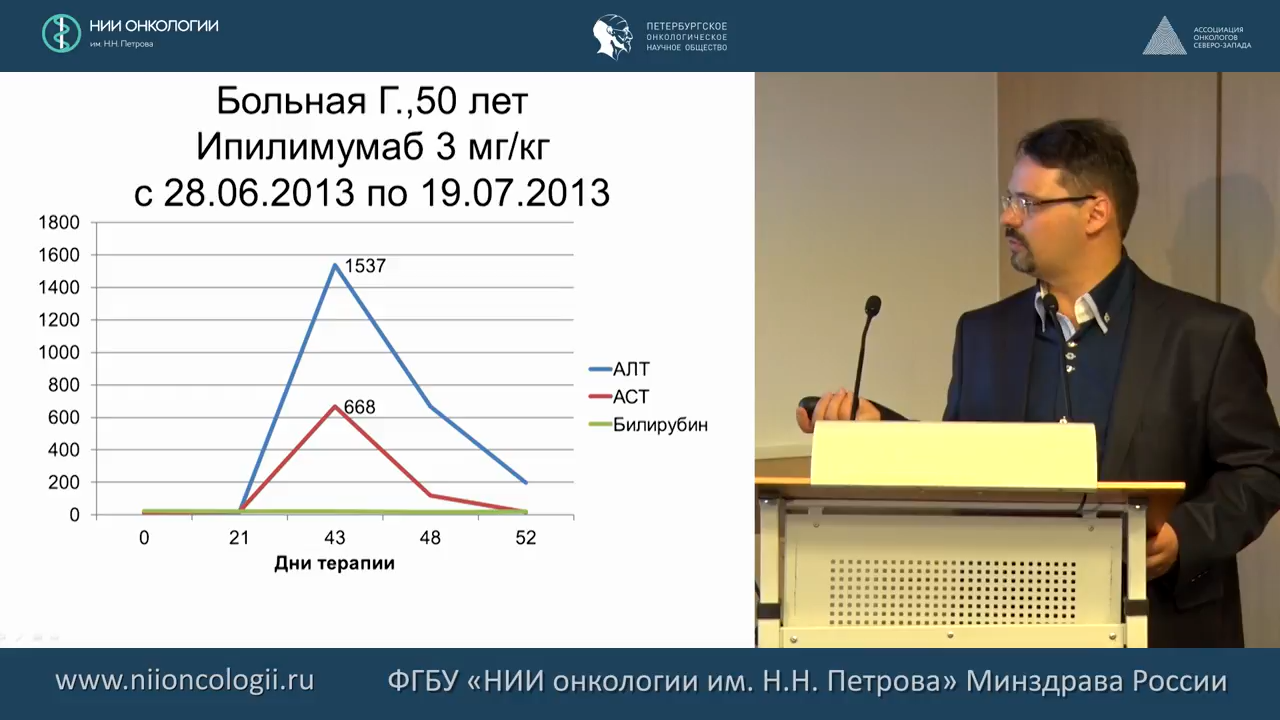 НИИ ОНКОЛОГИИ
им. Н.Н. Петрова
ПЕТЕРБУРГСКОЕ
ОНКОЛОГИЧЕСКОЕ
НАУЧНОЕ ОБЩЕСТВО
АССОЦИАЦИЯ
ОНКОЛОГОВ
СЕВЕРО-ЗАПАДА
Больная Г.,50 лет
Ипилимумаб 3 мг/кг
с 28.06.2013 по 19.07.2013
1800
1600
1400
1200
1000
800
600
400
200
0
1537
668
АЛТ
АСТ
Билирубин
0 21 43 48 52
Дни терапии
www.niioncologii.ru
ФГБУ «НИИ онкологии им. Н.Н. Петрова» Минздрава России